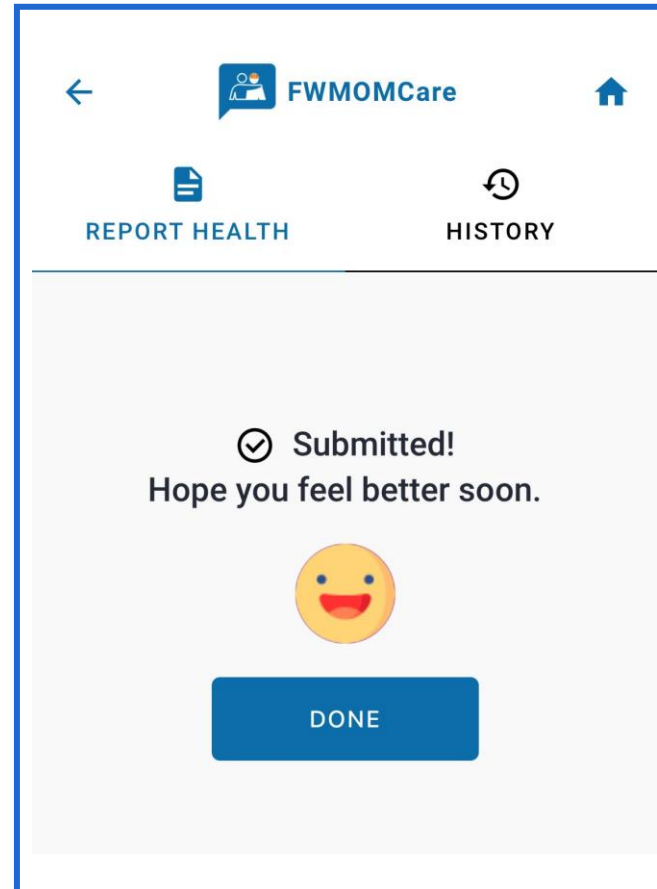 FWMOMCare
REPORT HEALTH
HISTORY
Submitted!
Hope you feel better soon.
DONE